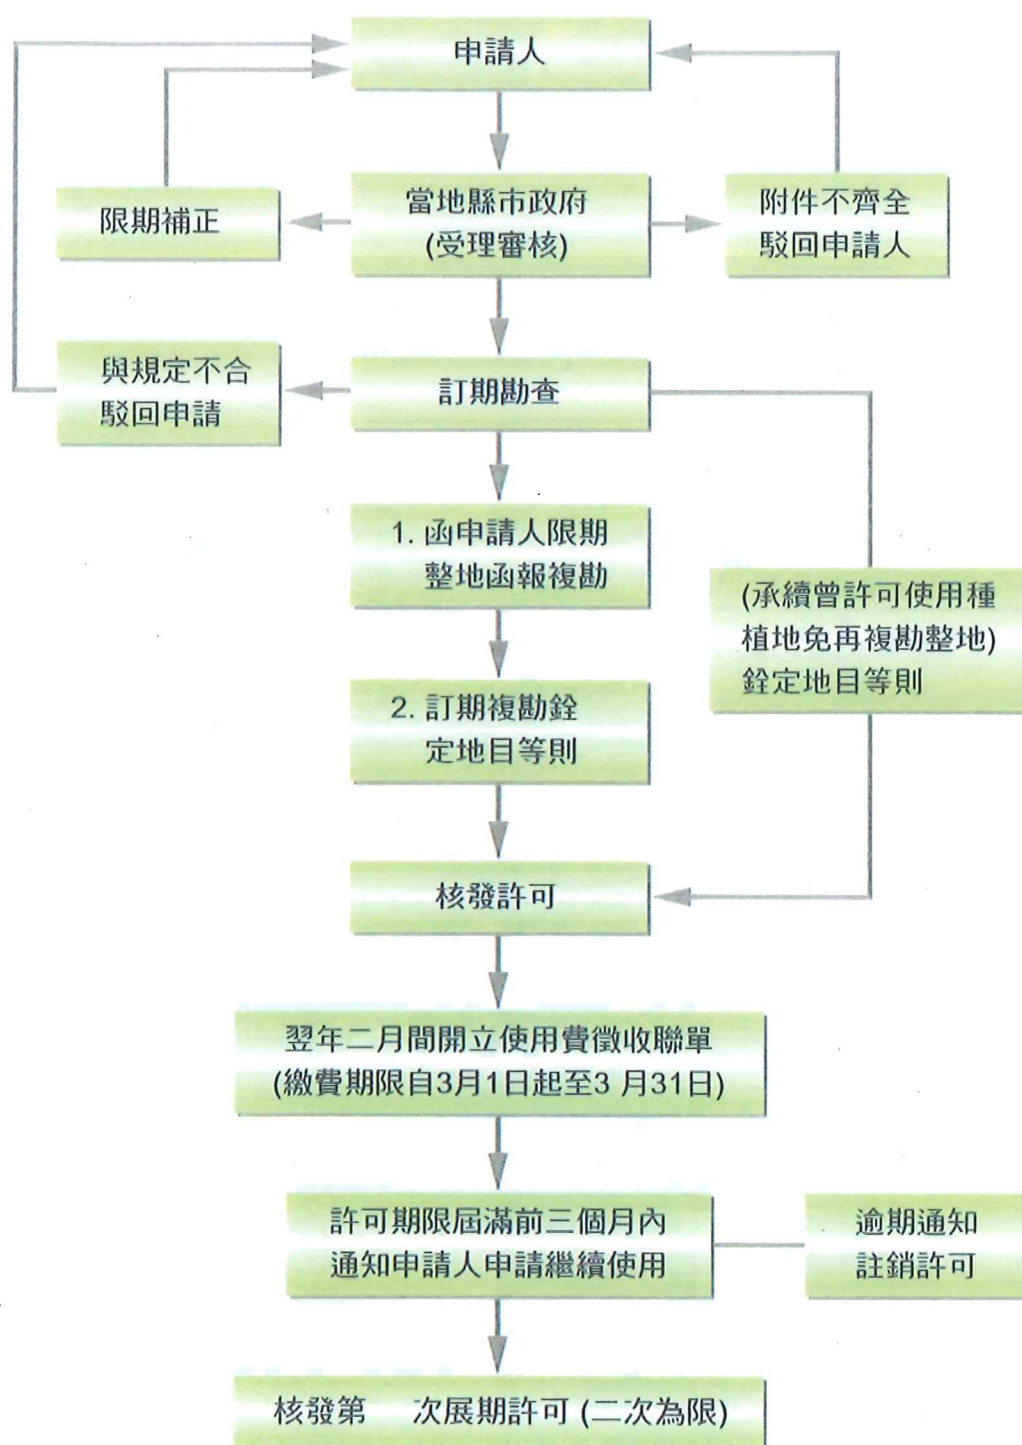 申請人
限期補正
當地縣市政府
(受理審核)
附件不齊全
駁回申請人
與規定不合
駁回申請
訂期勘查
1. 函申請人限期
整地函報複勘
(承續曾許可使用種
植地免再複勘整地)
銓定地目等則
2. 訂期複勘銓
定地目等則
核發許可
翌年二月間開立使用費徵收聯單
(繳費期限自3月1日起至3 月31日)
許可期限屆滿前三個月內
通知申請人申請繼續使用
逾期通知
註銷許可
核發第　次展期許可 (二次為限)